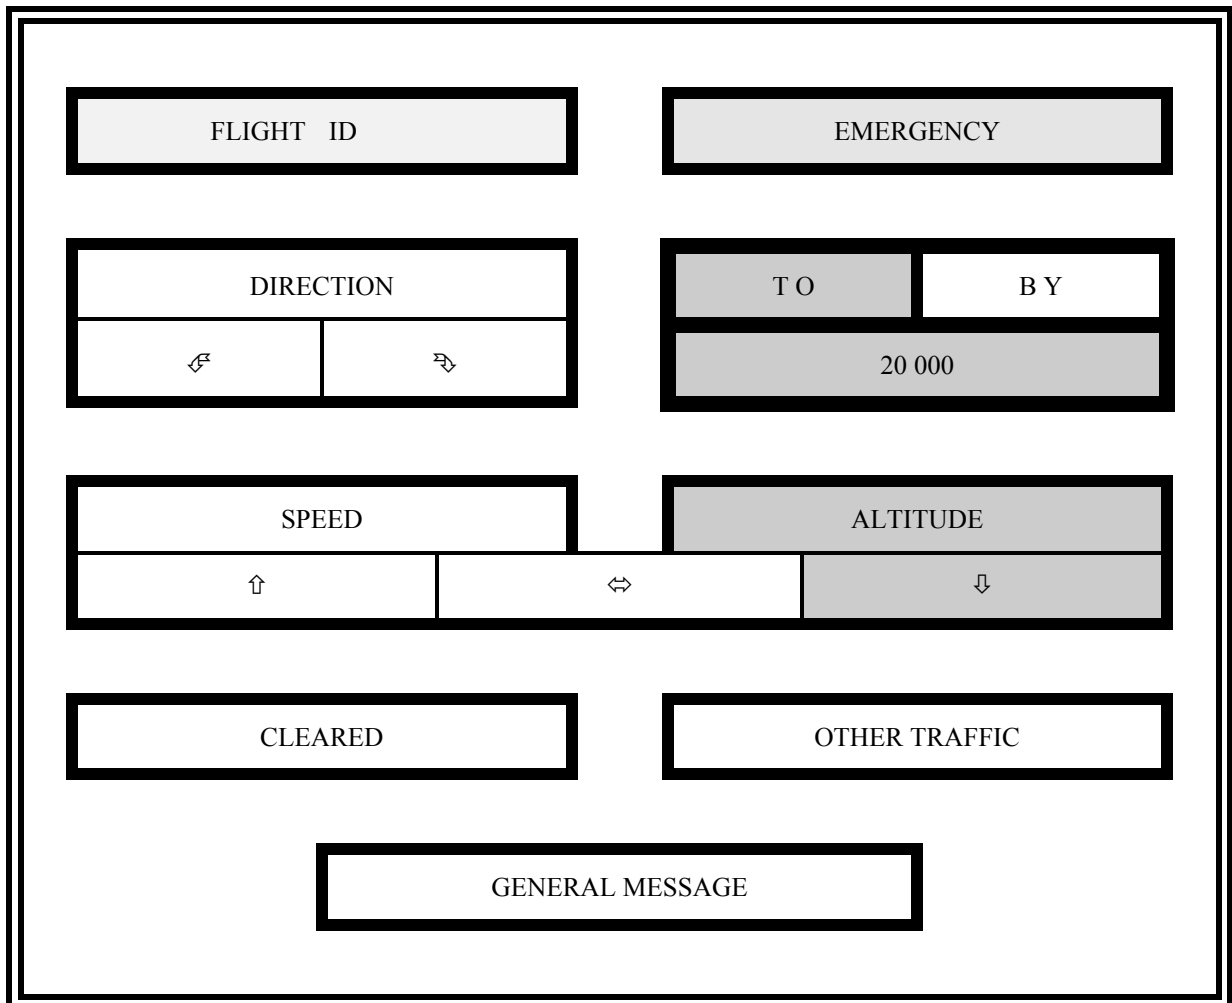 FLIGHT ID
EMERGENCY
DIRECTION
T O
B Y
20 000
SPEED
ALTITUDE
⇧
⬄
⇩
CLEARED
OTHER TRAFFIC
GENERAL MESSAGE